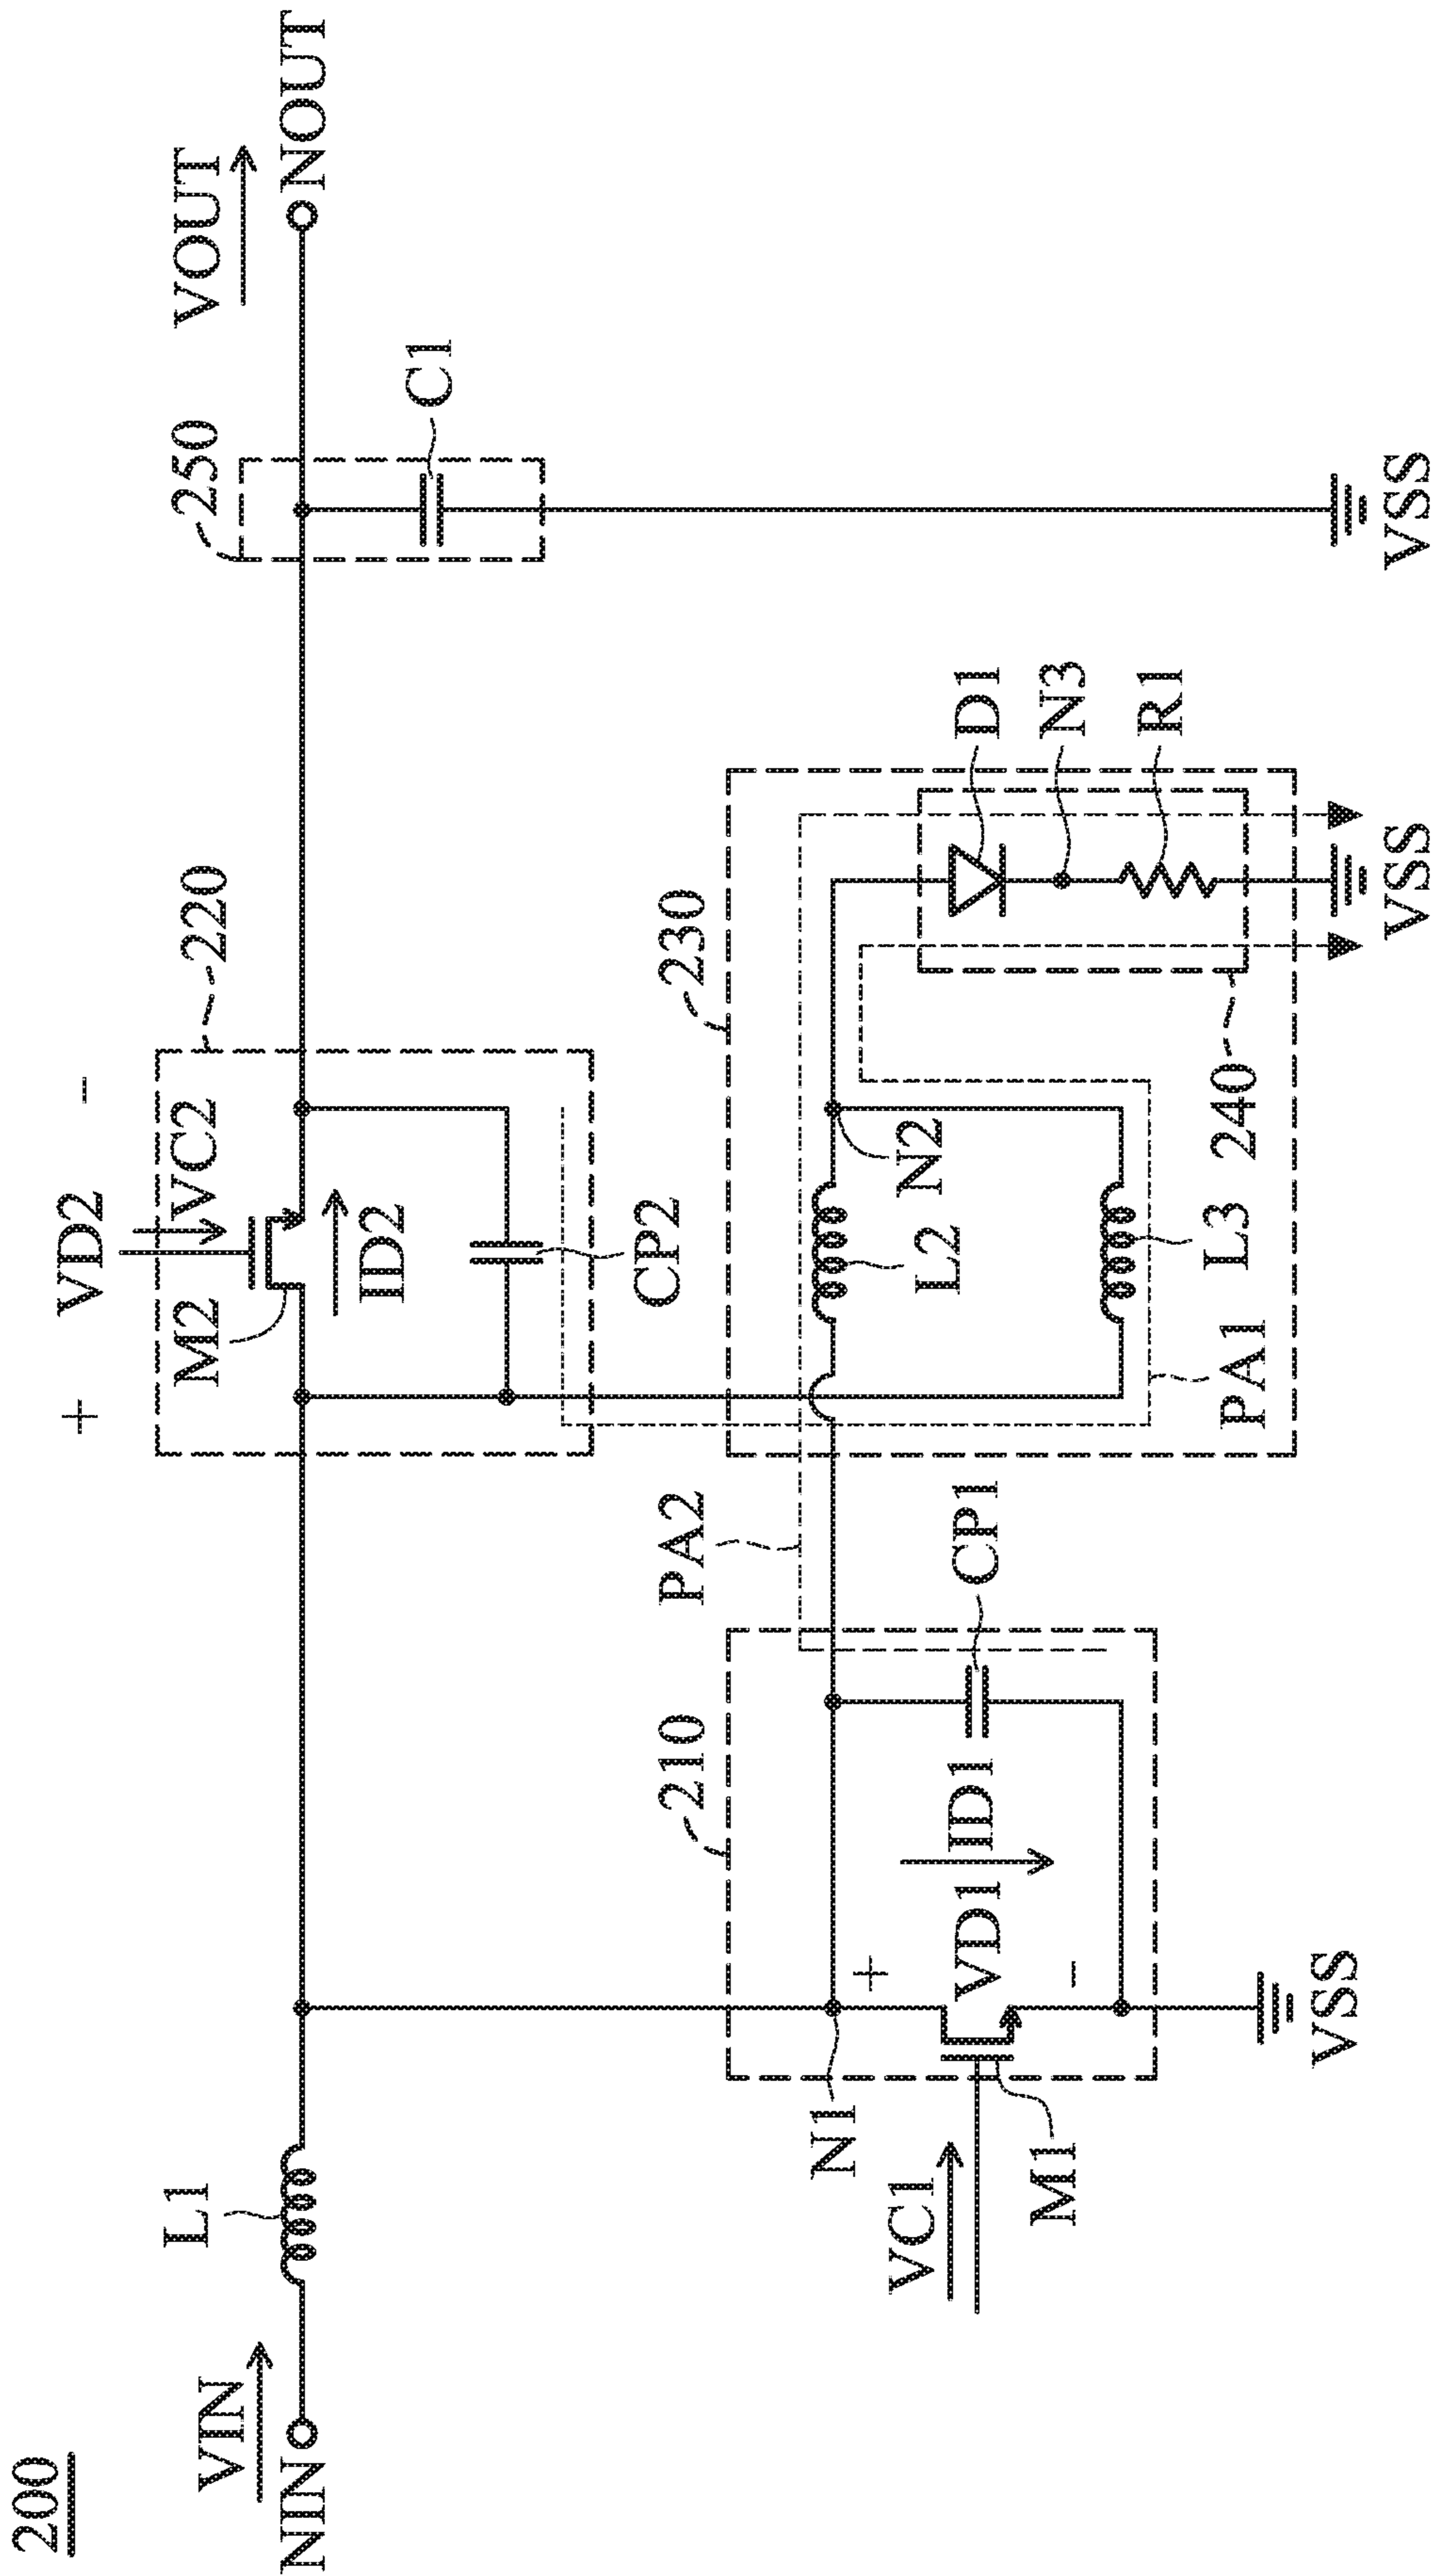 200
VD2
+ -
VIN
L1
M2
VC2
220
250
VOUT
NIN
NOUT
ID2
C1
CP2
210
PA2
230
N1
+
VC1
VD1
ID1
CP1
L2
N2
D1
-
M1
N3
PA1
L3
240
R1
VSS
VSS
VSS